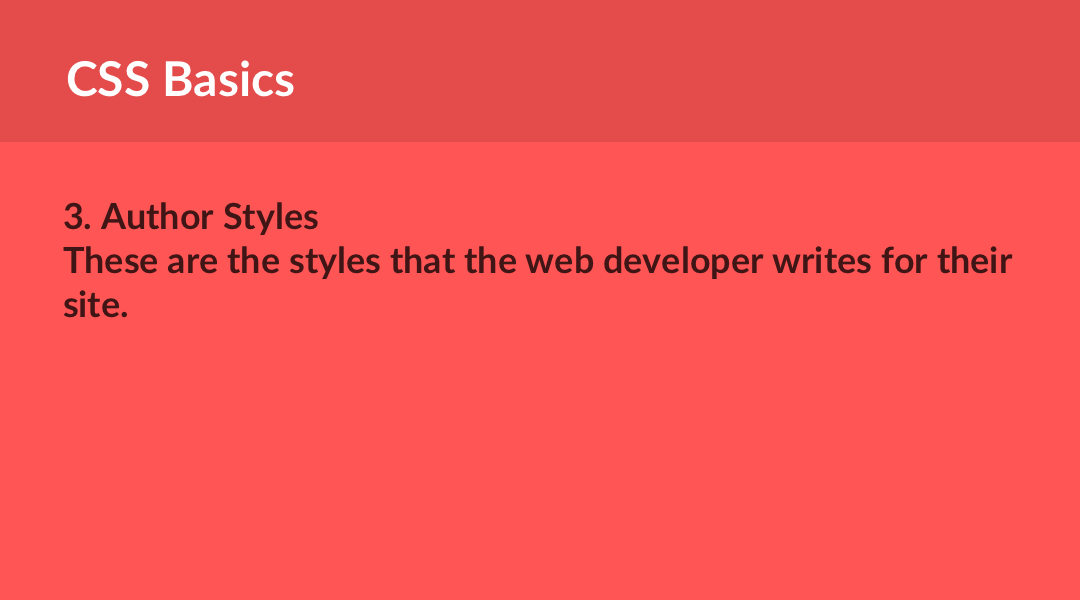 CSS Basics
3. Author Styles
These are the styles that the web developer writes for their
site.